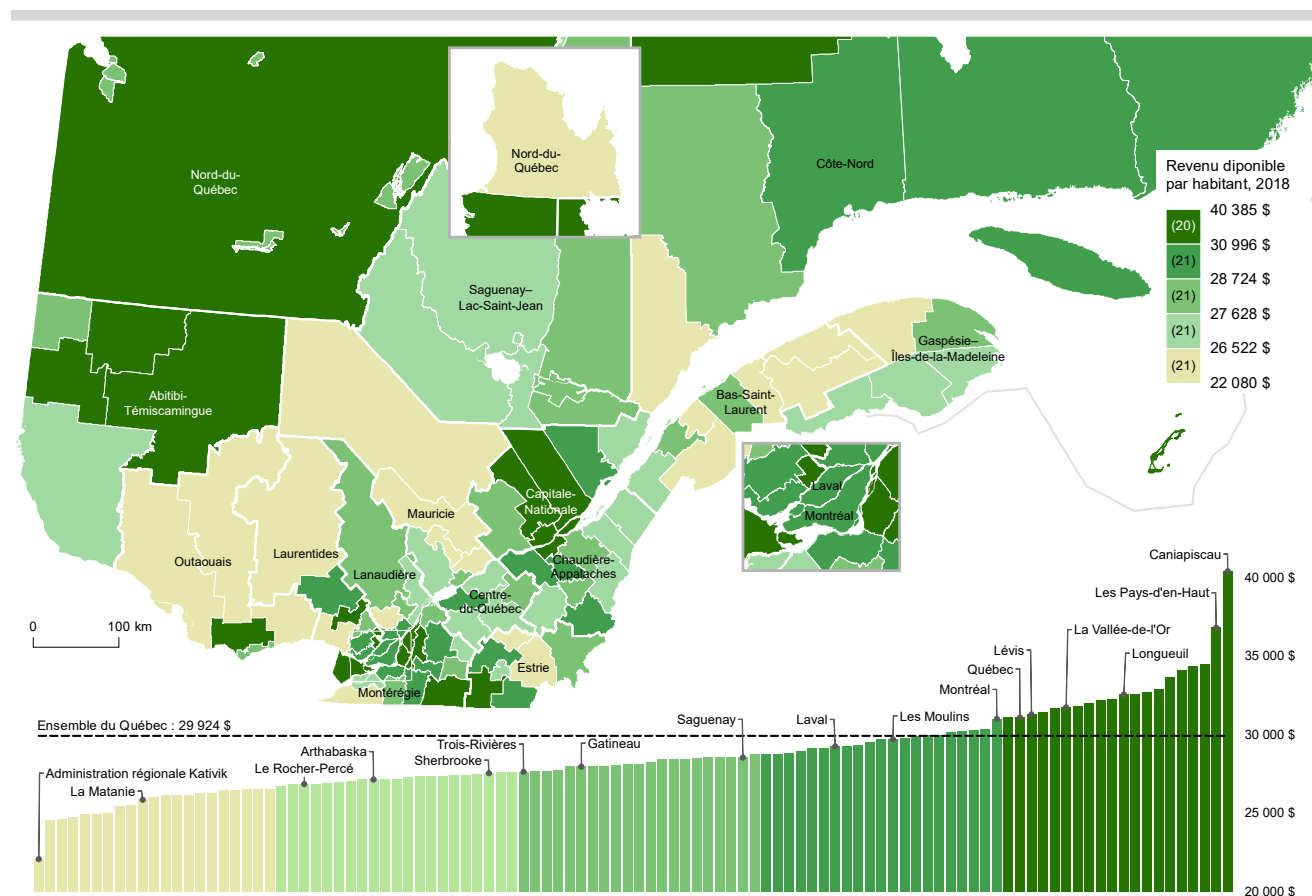 Nord-du-
Québec
Nord-du-
Québec
Côte-Nord
Revenu diponible
par habitant, 2018
40 385 $
(20)
30 996 $
(21)
28 724 $
(21)
27 628 $
(21)
26 522 $
(21)
22 080 $
Saguenay–
Lac-Saint-Jean
Gaspésie–
Îles-de-la-Madeleine
Abitibi-
Témiscamingue
Bas-Saint-
Laurent
Capitale-
Nationale
Laval
Montréal
Mauricie
Outaouais
Laurentides
Lanaudière
Chaudière-
Appalaches
Centre-
du-Québec
Estrie
Montérégie
0 100 km
Caniapiscau
40 000 $
Les Pays-d'en-Haut
La Vallée-de-l'Or
Lévis
Longueuil
35 000 $
Québec
Montréal
Ensemble du Québec : 29 924 $
Saguenay
Laval
Les Moulins
30 000 $
Arthabaska
Trois-Rivières
Gatineau
Sherbrooke
Le Rocher-Percé
Administration régionale Kativik
La Matanie
25 000 $
20 000 $